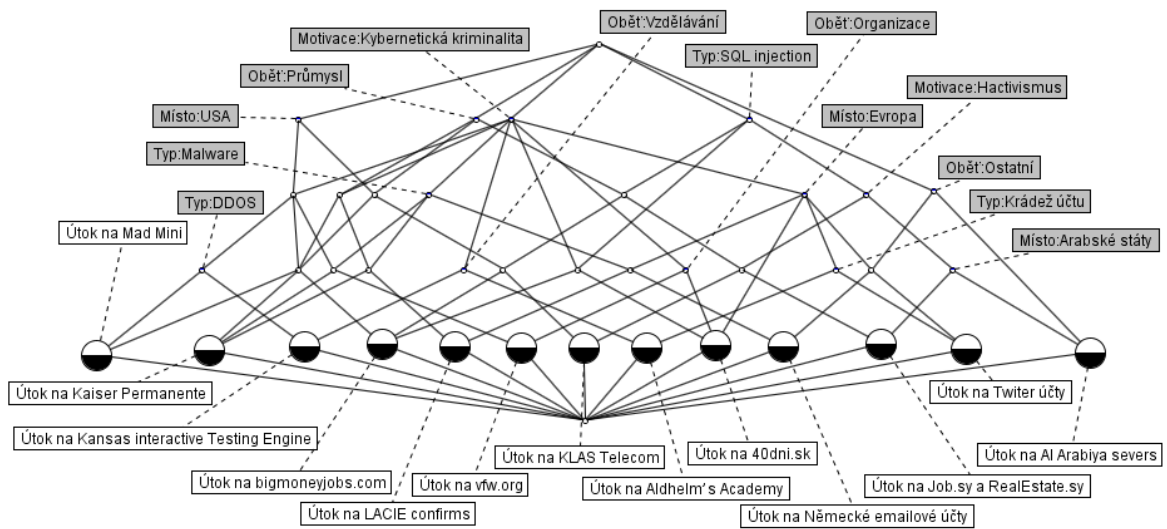 Oběť:Vzdělávání
Oběť:Organizace
Motivace:Kybernetická kriminalita
Typ:SQL injection
Oběť:Průmysl
Motivace:Hactivismus
Místo:USA
Místo:Evropa
Typ:Malware
Oběť:Ostatní
Typ:DDOS
Typ:Krádež účtu
Útok na Mad Mini
Místo:Arabské státy
Útok na Kaiser Permanente
Útok na Twiter účty
Útok na Kansas interactive Testing Engine
Útok na 40dni.sk
Útok na KLAS Telecom
Útok na Al Arabiya severs
Útok na bigmoneyjobs.com
Útok na vfw.org
Útok na Aldhelm's Academy
Útok na Job.sy a RealEstate.sy
Útok na LACIE confirms
Útok na Německé emailové účty